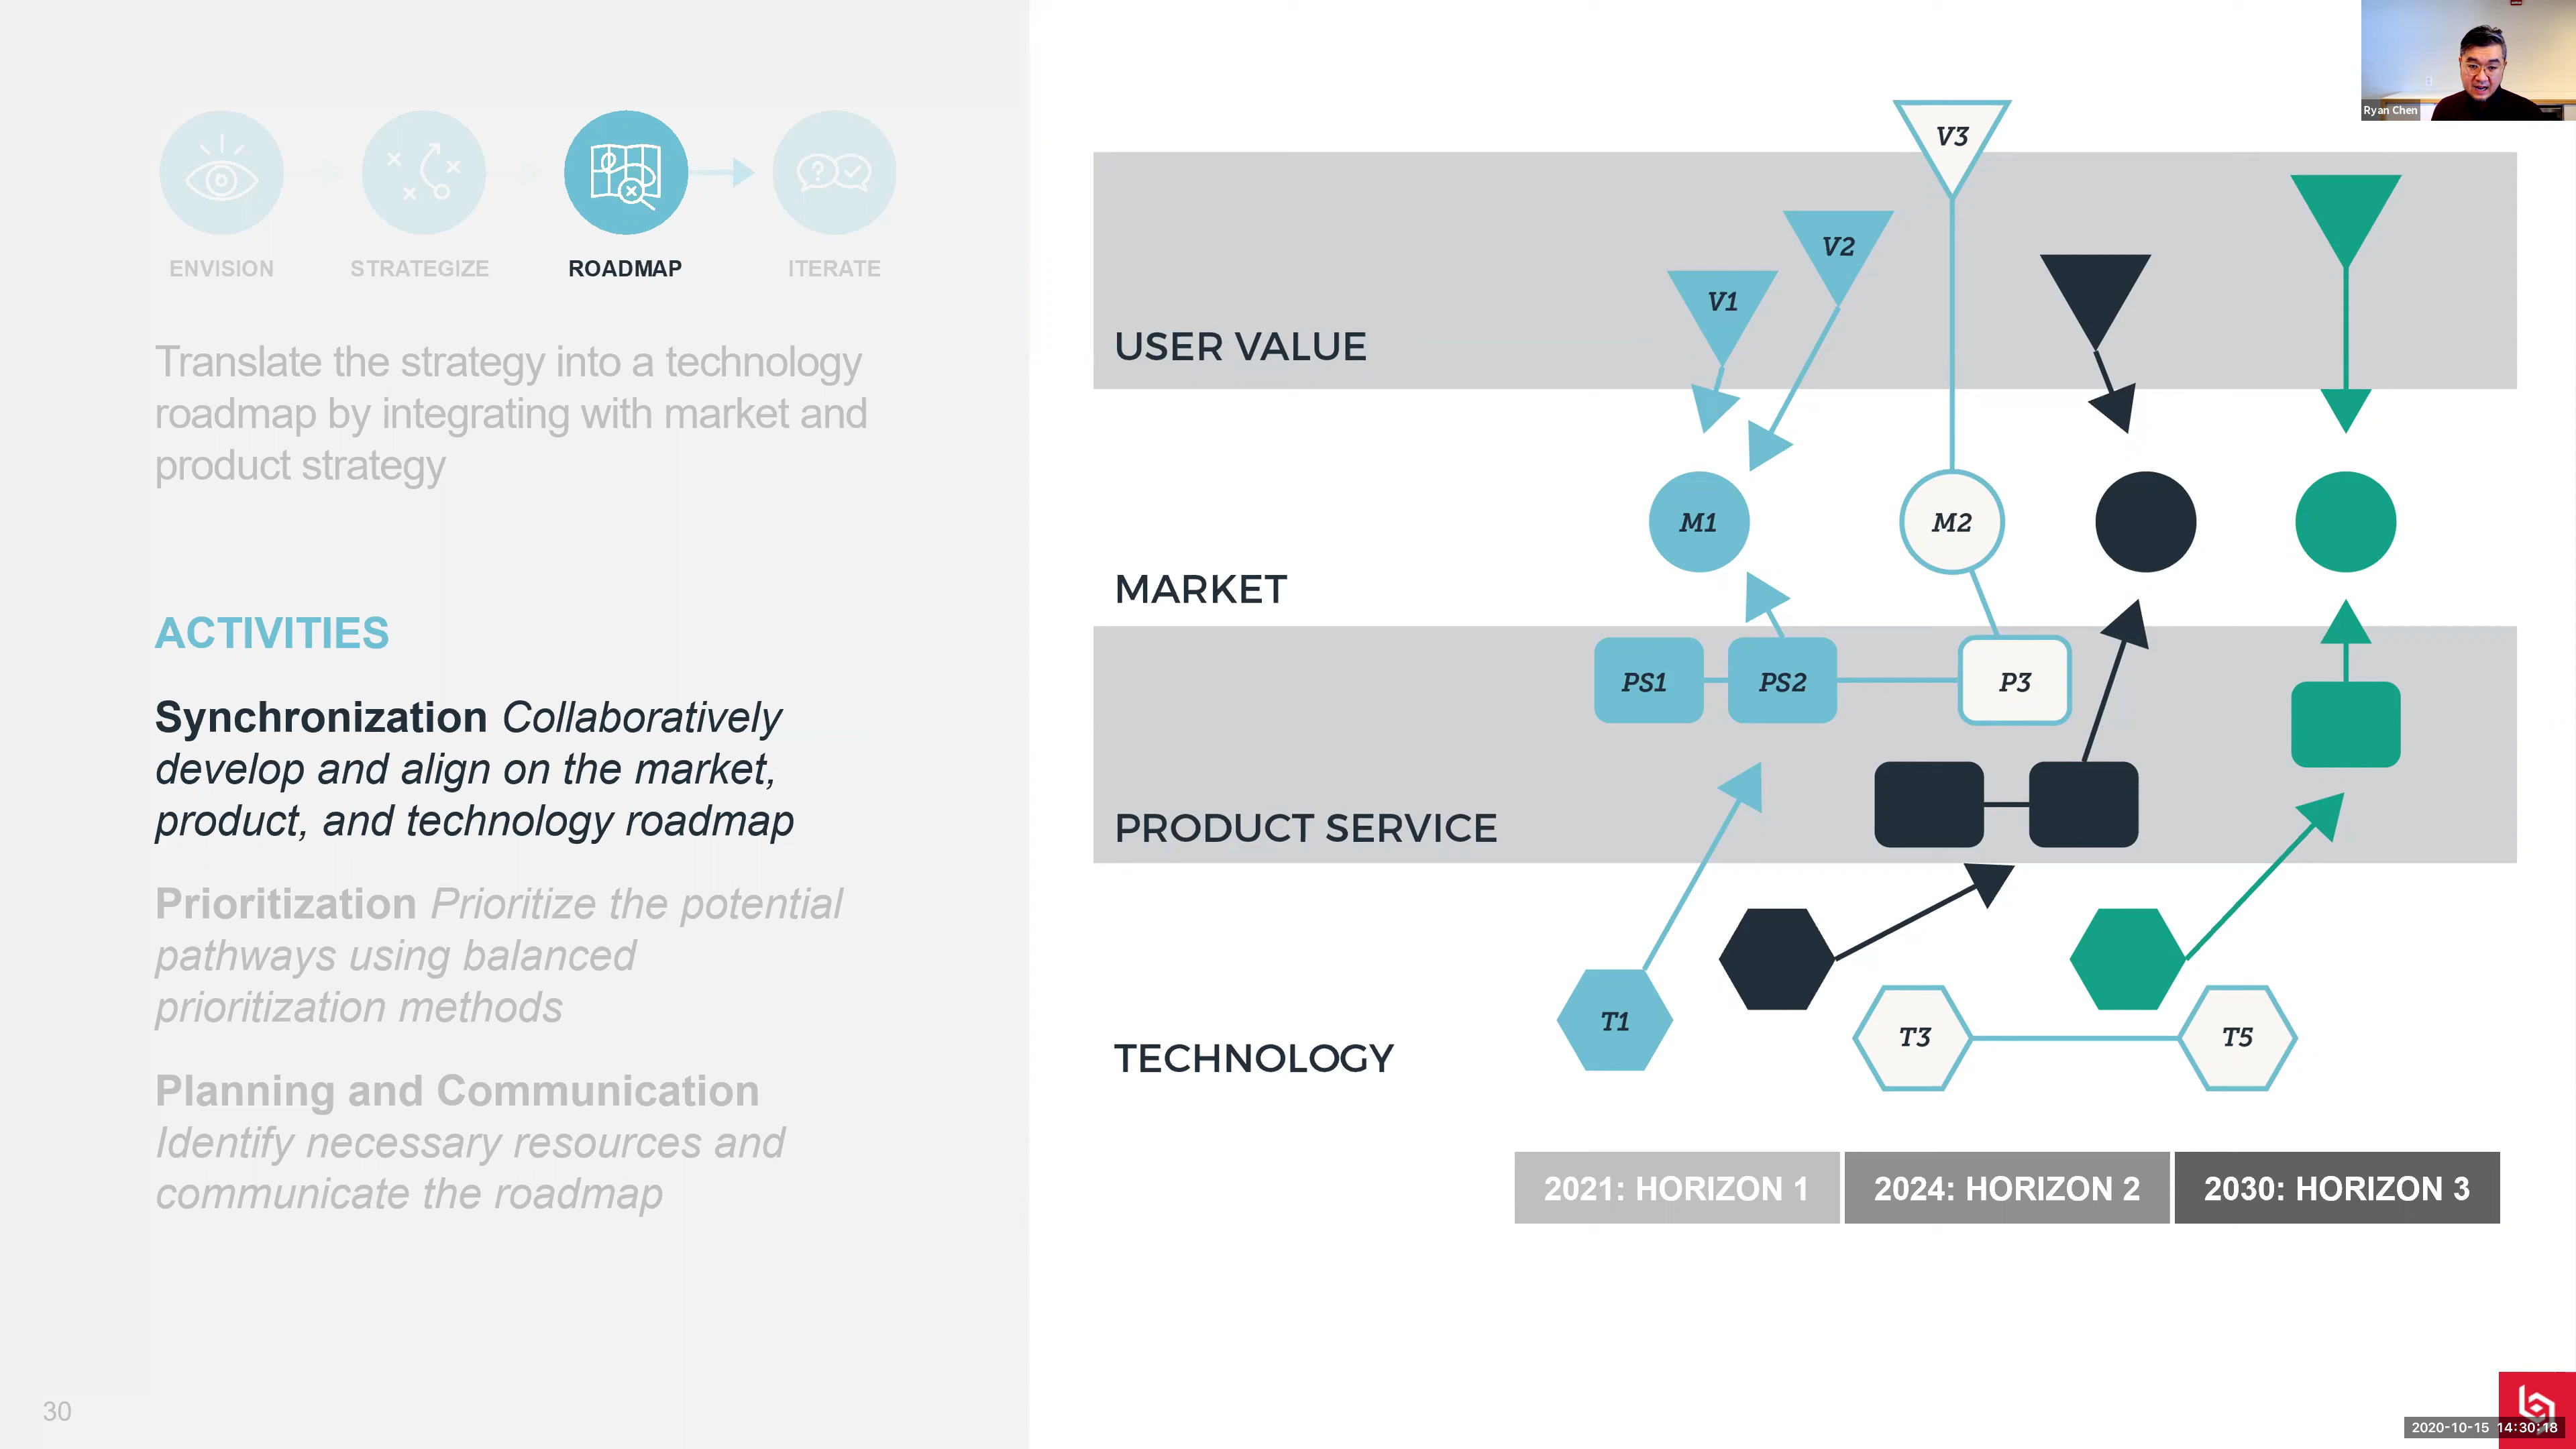 ENVISION
STRATEGIZE
ROADMAP
ITERATE
Translate the strategy into a technology
roadmap by integrating with market and
product strategy
ACTIVITIES
Synchronization Collaboratively
develop and align on the market,
product, and technology roadmap
Prioritization Prioritize the potential
pathways using balanced
prioritization methods
Planning and Communication
Identify necessary resources and
communicate the roadmap
30
Ryan Chen
V3
V2
V1
USER VALUE
M1
M2
MARKET
PS1
PS2
P3
PRODUCT SERVICE
T1
T3
T5
TECHNOLOGY
2021: HORIZON 1
2024: HORIZON 2
2030: HORIZON 3
2020-10-15 14:30:18